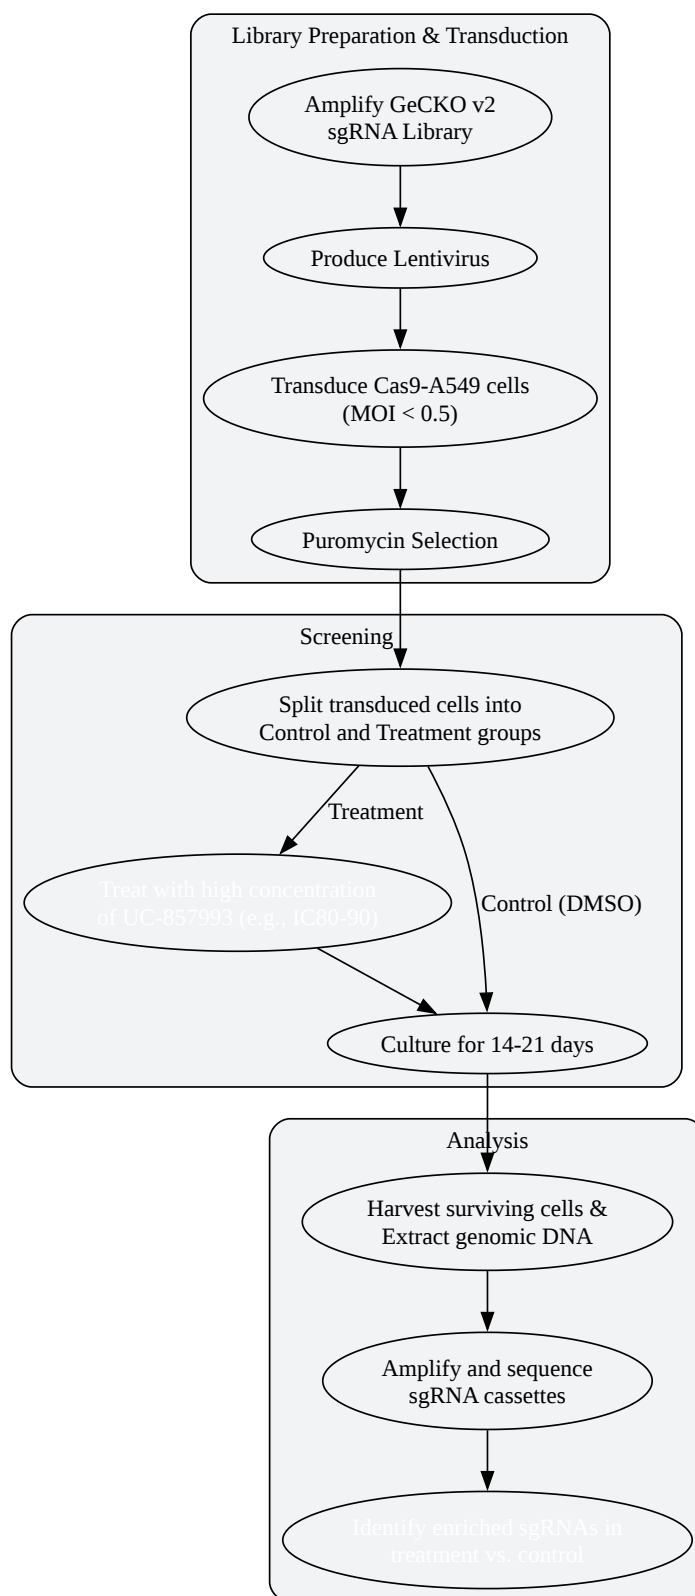 Library Preparation & Transduction
Amplify GeCKO v2
sgRNA Library
Produce Lentivirus
Transduce Cas9-A549 cells
(MOI < 0.5)
Puromycin Selection
Screening
Split transduced cells into
Control and Treatment groups
Treatment
Treat with high concentration
of UC-857993 (e.g., IC80-90)
Control (DMSO)
Culture for 14-21 days
Analysis
Harvest surviving cells &
Extract genomic DNA
Amplify and sequence
sgRNA cassettes
Identify enriched sgRNAs in
treatment vs. control